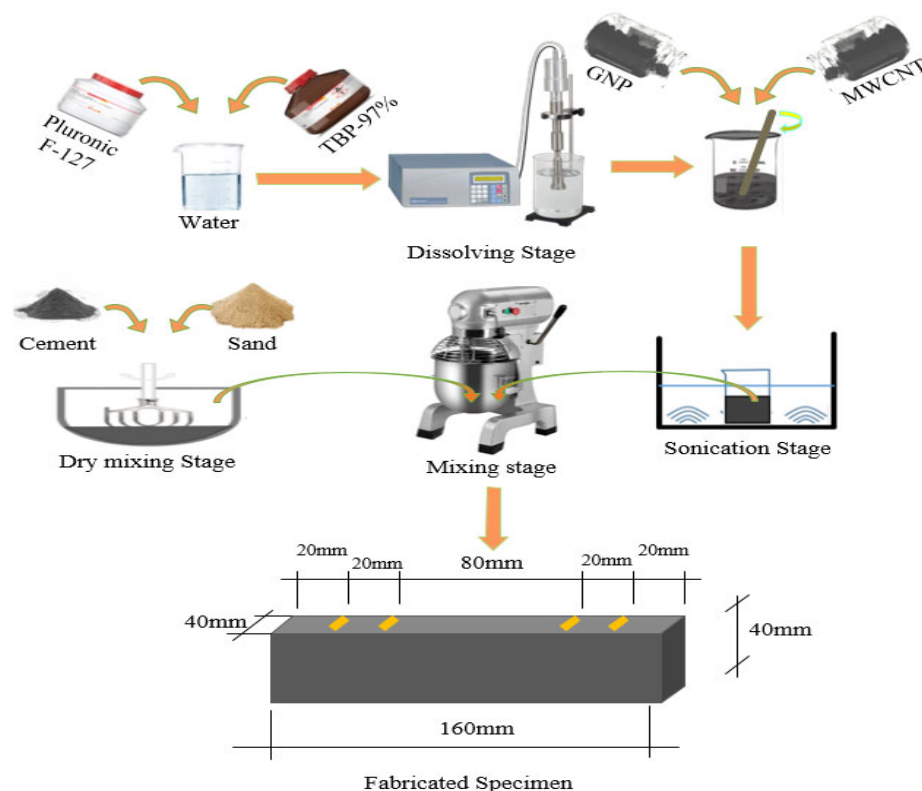 GNP
MWCNT
Pluronic
F-127
TBP-97%
Water
Dissolving Stage
Cement
Sand
Dry mixing Stage
Mixing stage
Sonication Stage
20mm
20mm
80mm
20mm
20mm
40mm
40mm
160mm
Fabricated Specimen